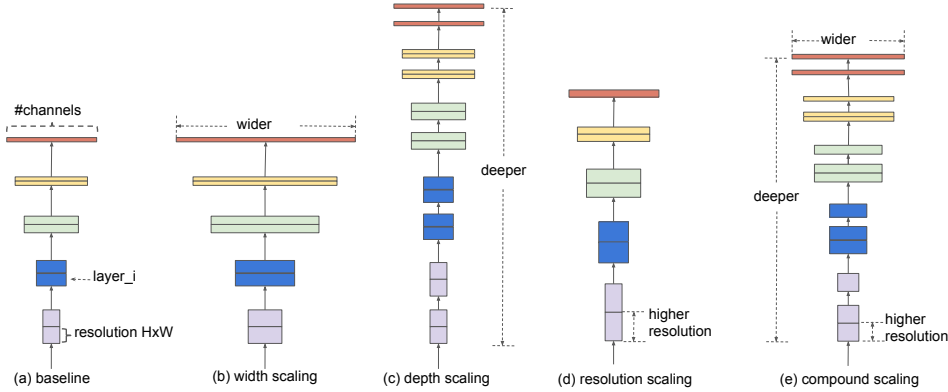 #channels
layer_i
resolution HxW
(a) baseline
wider
(b) width scaling
deeper
(c) depth scaling
higher
resolution
(d) resolution scaling
wider
deeper
higher
resolution
(e) compound scaling